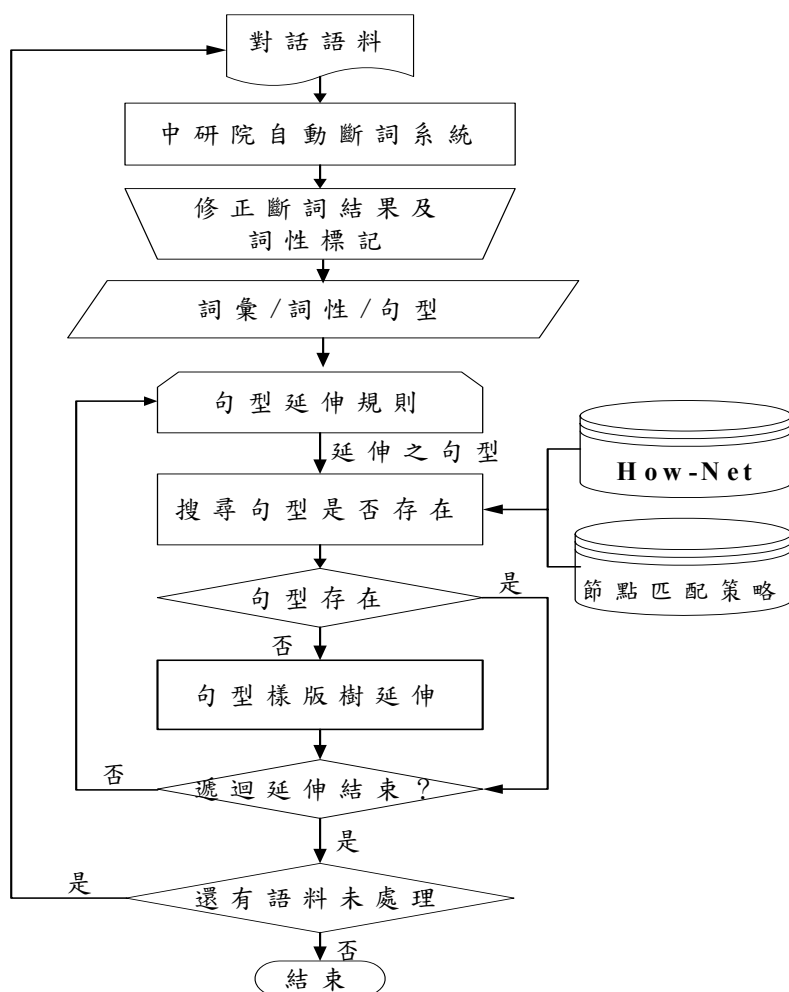 對話語料
中研院自動斷詞系統
修正斷詞結果及
詞性標記
詞彙/詞性/句型
句型延伸規則
延伸之句型
How-Net
搜尋句型是否存在
節點匹配策略
句型存在
是
否
句型樣版樹延伸
否
遞迴延伸結束?
是
是
還有語料未處理
否
結束